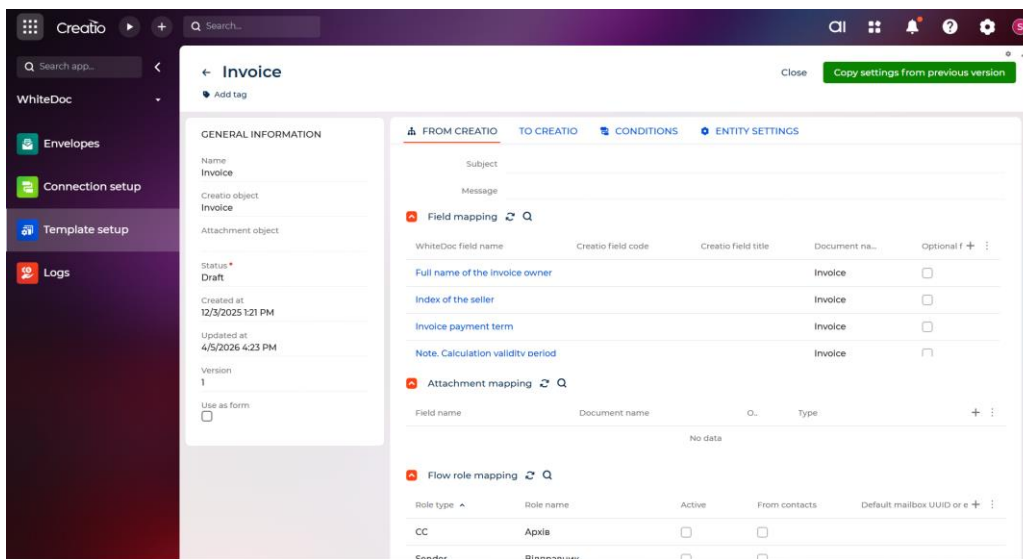 Creatio
Search...
ai
S
Search app...
WhiteDoc
Envelopes
Connection setup
Template setup
Logs
Invoice
Add tag
Close
Copy settings from previous version
GENERAL INFORMATION
Name
Invoice
Creatio object
Invoice
Attachment object
Status*
Draft
Created at
12/3/2025 1:21 PM
Updated at
4/5/2026 4:23 PM
Version
1
Use as form
FROM CREATIO TO CREATIO CONDITIONS ENTITY SETTINGS
Subject
Message
Field mapping
WhiteDoc field name Creatio field code Creatio field title Document na... Optional f
Full name of the invoice owner Invoice
Index of the seller Invoice
Invoice payment term Invoice
Note. Calculation validity period Invoice
Attachment mapping
Field name Document name O.. Type
No data
Flow role mapping
Role type Role name Active From contacts Default mailbox UUID or e
CC Архів
Sender Відправник